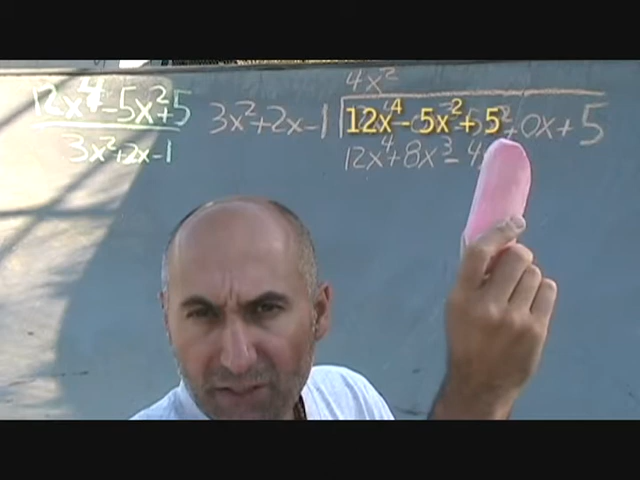 4x²
12x⁴-5x²+5 3x²+2x-1 12x⁴-5x²+5 +0x+5
3x²+2x-1 12x⁴+8x³-4